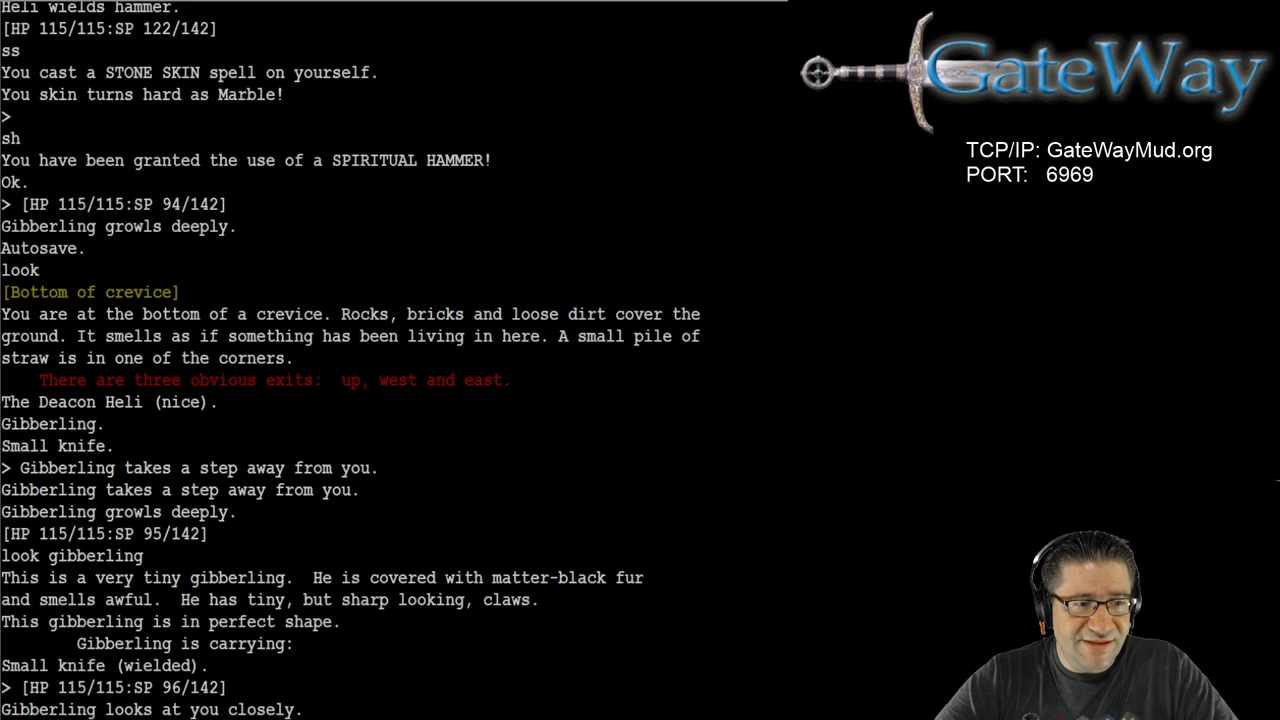 Heli wields hammer.
[HP 115/115:SP 122/142]
ss
You cast a STONE SKIN spell on yourself.
You skin turns hard as Marble!
>
sh
You have been granted the use of a SPIRITUAL HAMMER!
Ok.
> [HP 115/115:SP 94/142]
Gibberling growls deeply.
Autosave.
look
[Bottom of crevice]
You are at the bottom of a crevice. Rocks, bricks and loose dirt cover the
ground. It smells as if something has been living in here. A small pile of
straw is in one of the corners.
There are three obvious exits: up, west and east.
The Deacon Heli (nice).
Gibberling.
Small knife.
> Gibberling takes a step away from you.
Gibberling takes a step away from you.
Gibberling growls deeply.
[HP 115/115:SP 95/142]
look gibberling
This is a very tiny gibberling. He is covered with matter-black fur
and smells awful. He has tiny, but sharp looking, claws.
This gibberling is in perfect shape.
Gibberling is carrying:
Small knife (wielded).
> [HP 115/115:SP 96/142]
Gibberling looks at you closely.
GateWay
TCP/IP: GateWayMud.org
PORT: 6969